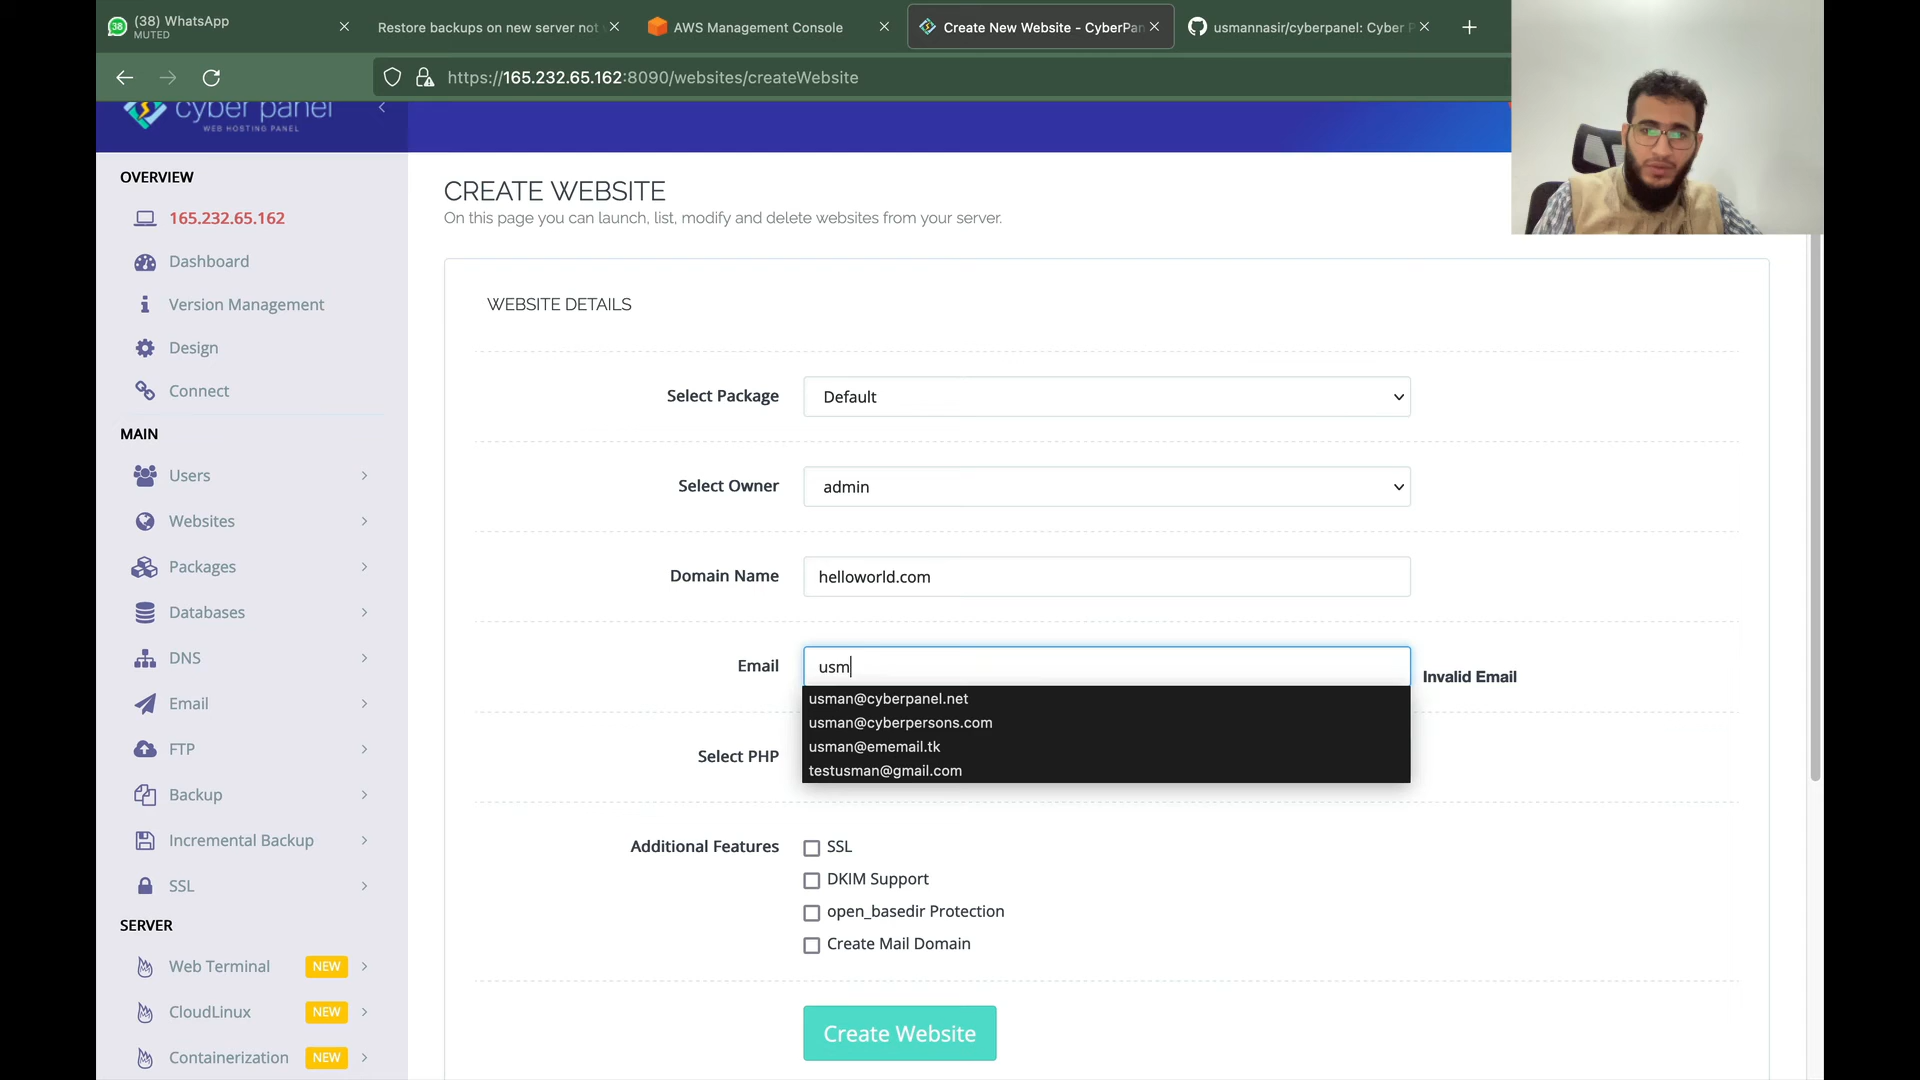 (38) WhatsApp
MUTED
38
Restore backups on new server not
AWS Management Console
Create New Website - CyberPan
usmannasir/cyberpanel: Cyber P
https://165.232.65.162:8090/websites/createWebsite
cyber panel
WEB HOSTING PANEL
OVERVIEW
165.232.65.162
Dashboard
Version Management
Design
Connect
MAIN
Users
Websites
Packages
Databases
DNS
Email
FTP
Backup
Incremental Backup
SSL
SERVER
Web Terminal NEW
CloudLinux NEW
Containerization NEW
CREATE WEBSITE
On this page you can launch, list, modify and delete websites from your server.
WEBSITE DETAILS
Select Package Default
Select Owner admin
Domain Name helloworld.com
Email usm Invalid Email
usman@cyberpanel.net
usman@cyberpersons.com
usman@ememail.tk
testusman@gmail.com
Select PHP
Additional Features SSL
DKIM Support
open_basedir Protection
Create Mail Domain
Create Website